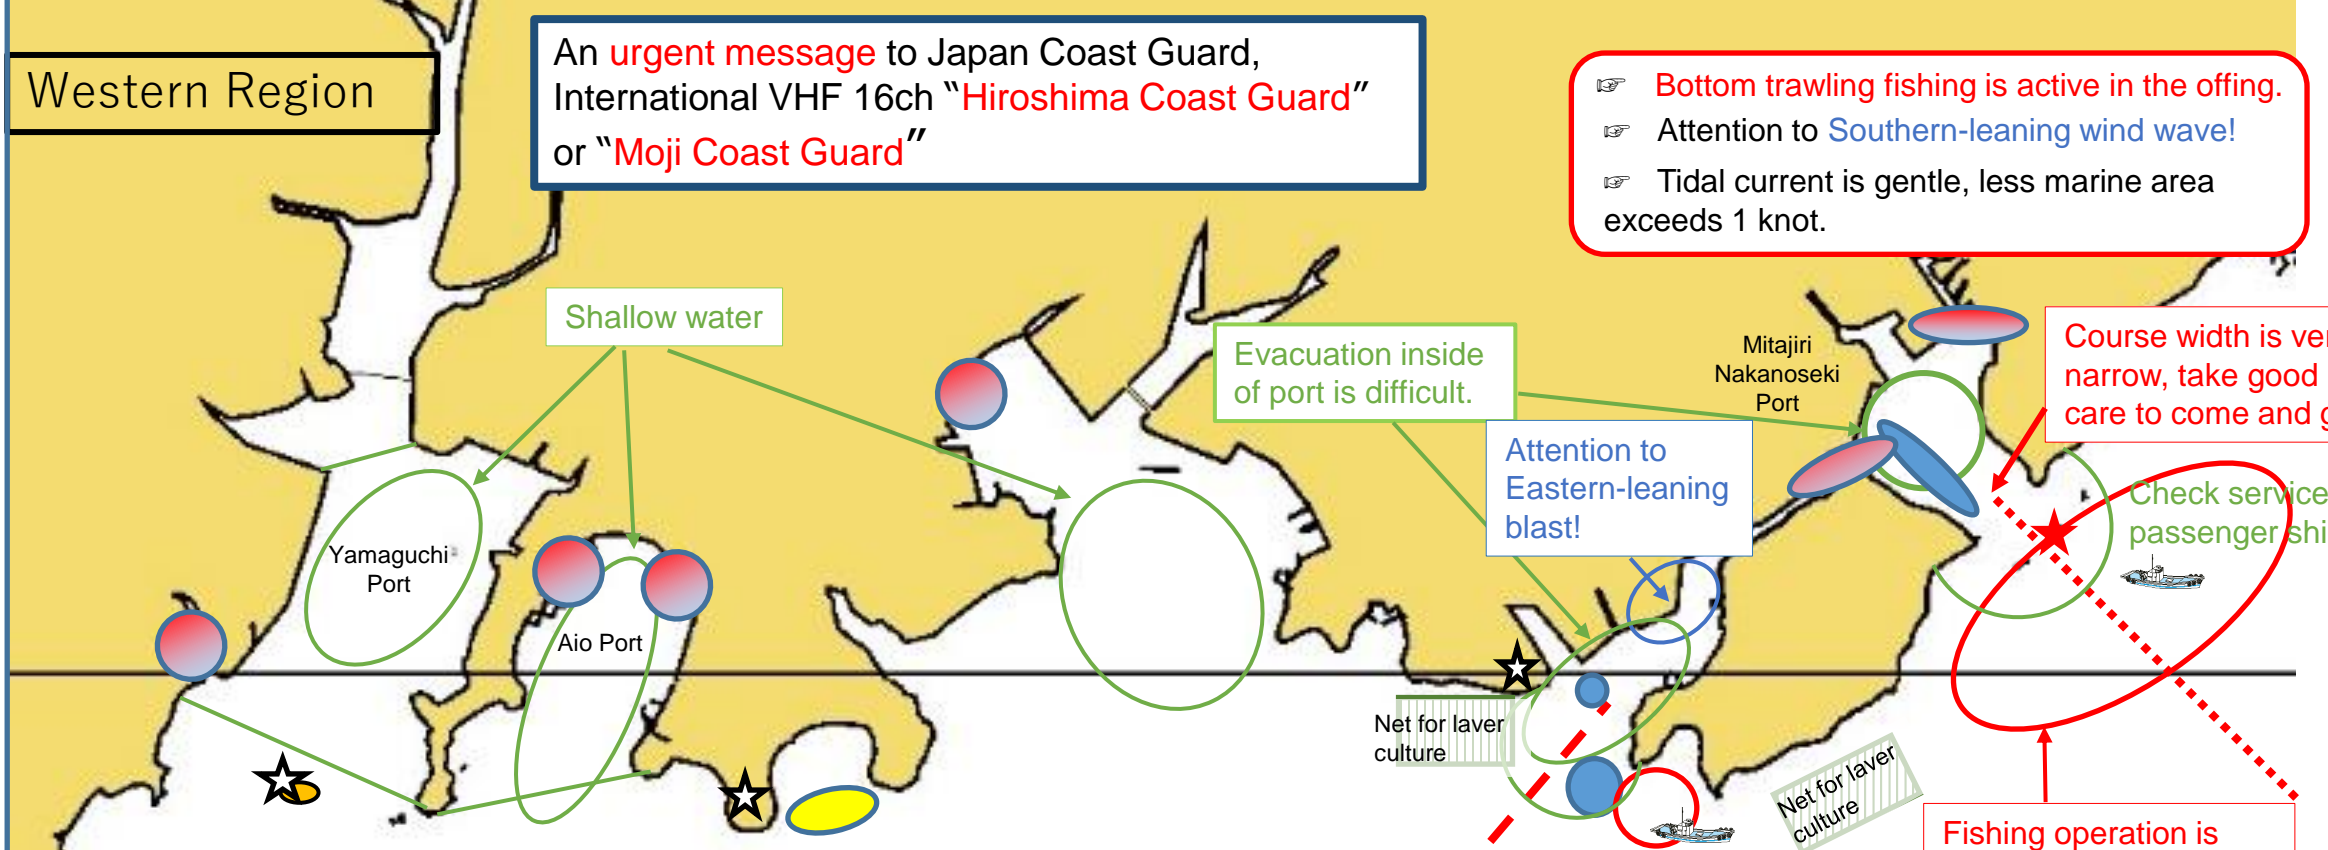 Western Region
An urgent message to Japan Coast Guard,
International VHF 16ch “Hiroshima Coast Guard”
or “Moji Coast Guard”
☞ Bottom trawling fishing is active in the offing.
☞ Attention to Southern-leaning wind wave!
☞ Tidal current is gentle, less marine area
exceeds 1 knot.
Shallow water
Evacuation inside
of port is difficult.
Mitajiri
Nakanoseki
Port
Course width is
narrow, take good
care to come and
Attention to
Eastern-leaning
blast!
Check service
passenger
Yamaguchi
Port
Aio Port
Net for laver
culture
Net for laver
culture
Fishing operation is